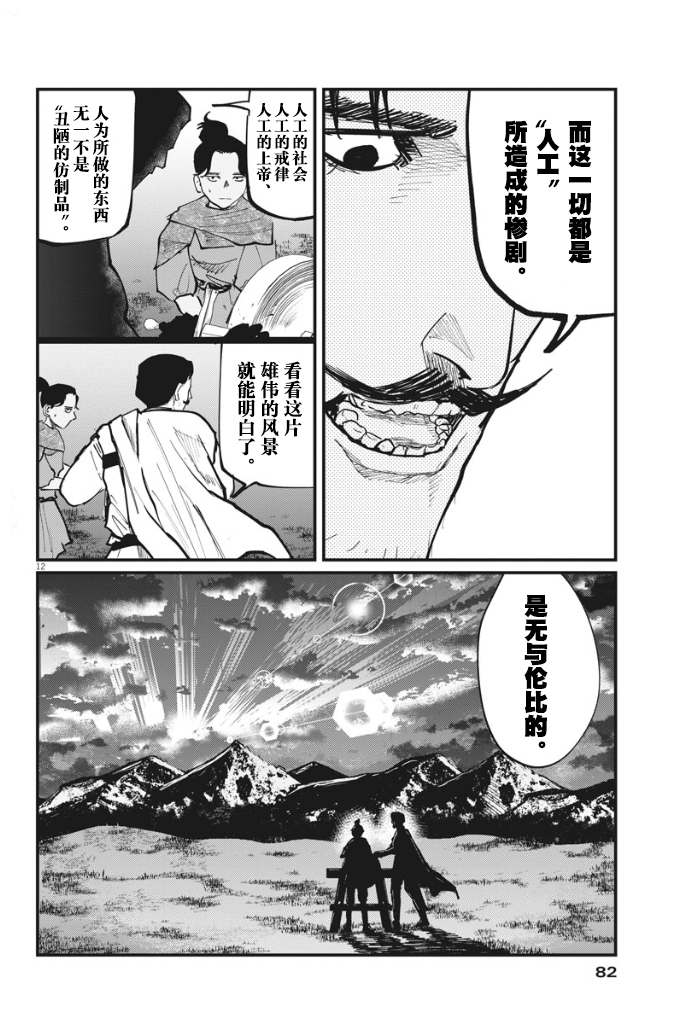 而这一切都是
“人工”
所造成的惨剧。
人工的社会
人工的戒律
人工的上帝、
人为所做的东西
无一不是
“丑陋的仿制品”。
看看这片
雄伟的风景
就能明白了。
12
是无与伦比的。
82